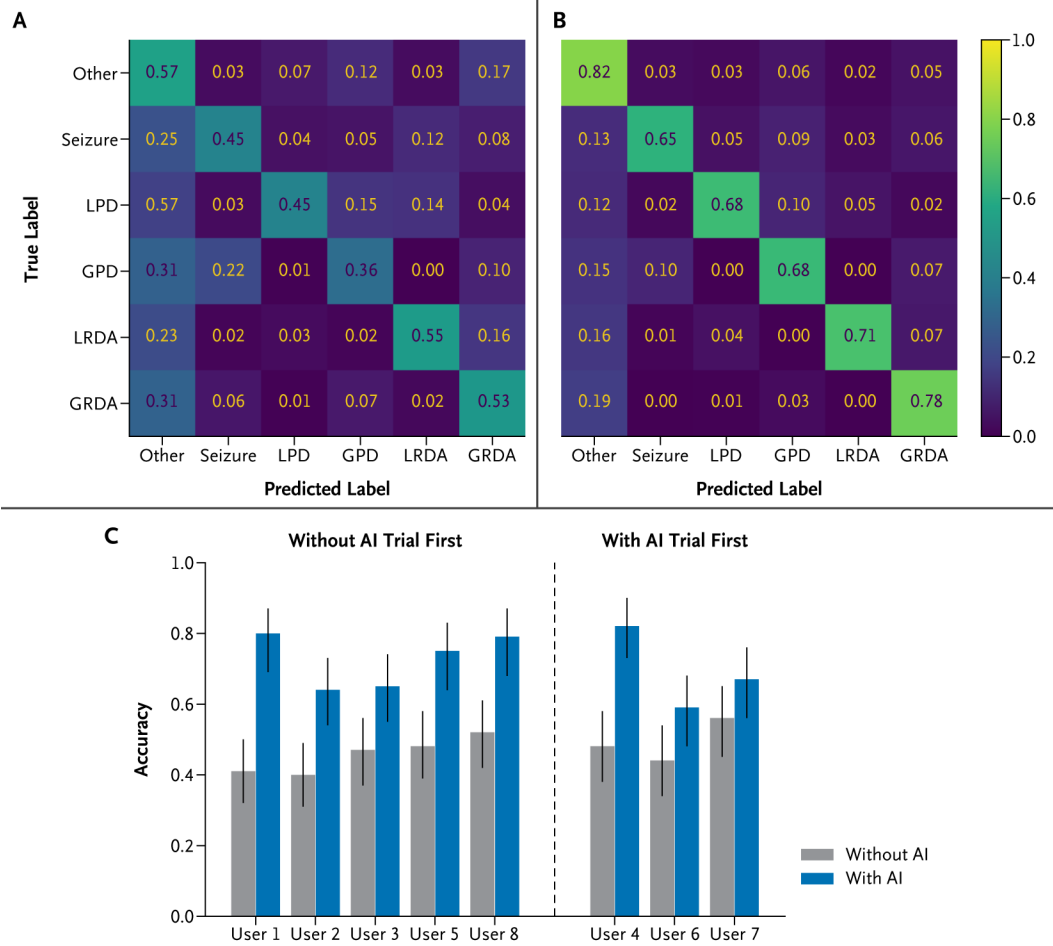 A
Other 0.57 0.03 0.07 0.12 0.03 0.17
Seizure 0.25 0.45 0.04 0.05 0.12 0.08
LPD 0.57 0.03 0.45 0.15 0.14 0.04
GPD 0.31 0.22 0.01 0.36 0.00 0.10
LRDA 0.23 0.02 0.03 0.02 0.55 0.16
GRDA 0.31 0.06 0.01 0.07 0.02 0.53
True Label
Other Seizure LPD GPD LRDA GRDA
Predicted Label
B
0.82 0.03 0.03 0.06 0.02 0.05
0.13 0.65 0.05 0.09 0.03 0.06
0.12 0.02 0.68 0.10 0.05 0.02
0.15 0.10 0.00 0.68 0.00 0.07
0.16 0.01 0.04 0.00 0.71 0.07
0.19 0.00 0.01 0.03 0.00 0.78
Other Seizure LPD GPD LRDA GRDA
Predicted Label
1.0
0.8
0.6
0.4
0.2
0.0
C
Without AI Trial First
With AI Trial First
Accuracy
1.0
0.8
0.6
0.4
0.2
0.0
User 1 User 2 User 3 User 5 User 8 User 4 User 6 User 7
Without AI
With AI